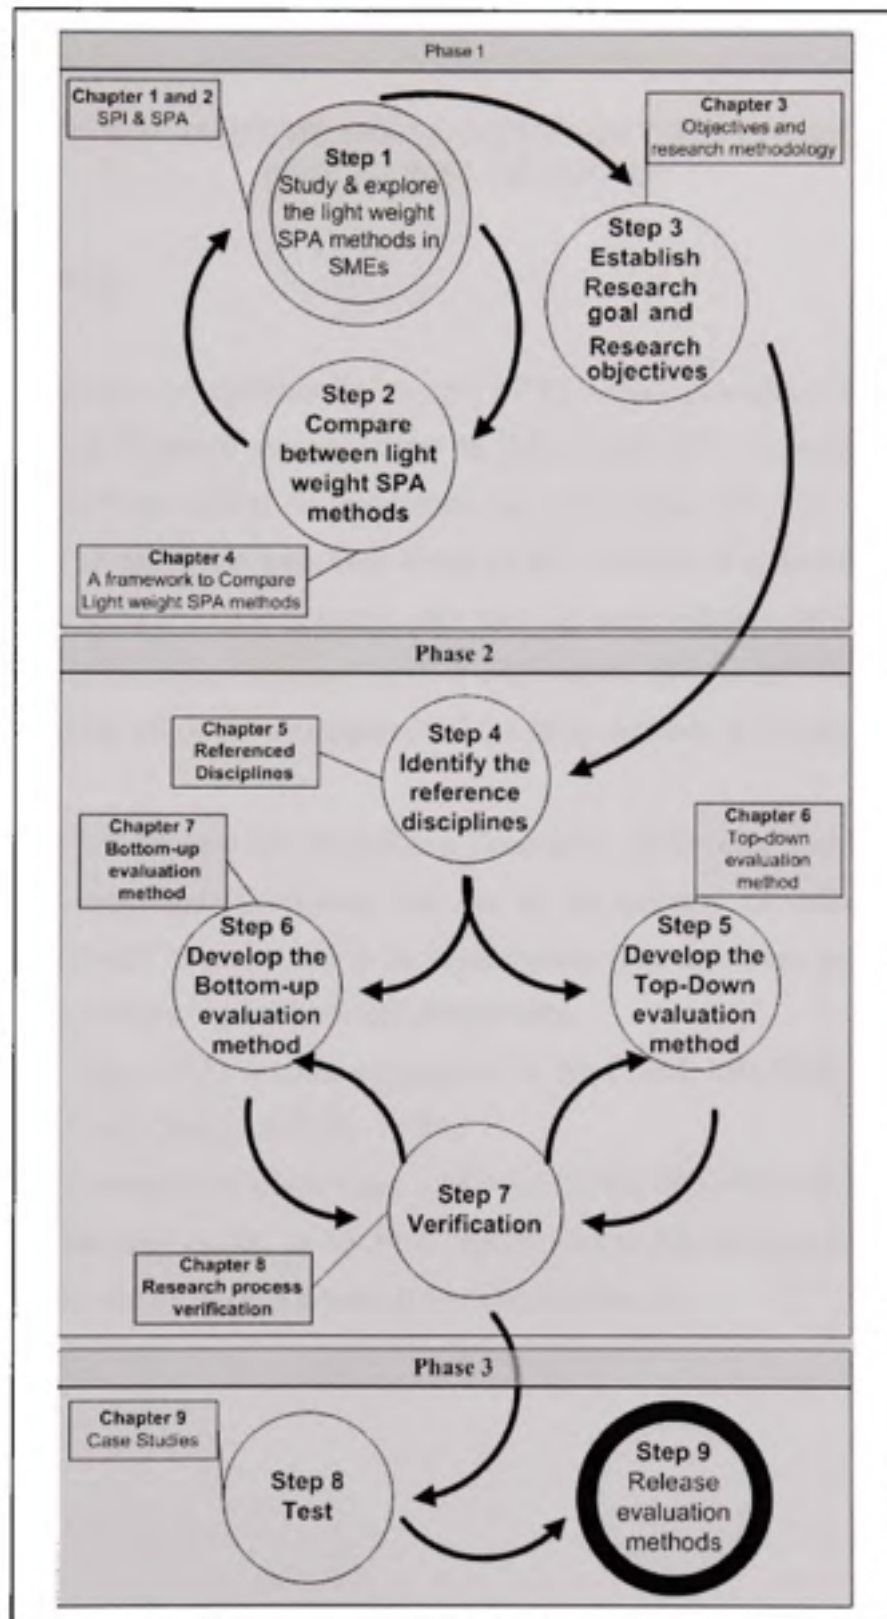 Phase 1
Chapter 1 and 2
SPI & SPA
Step 1
Study & explore
the light weight
SPA methods in
SMEs
Chapter 3
Objectives and
research methodology
Step 3
Establish
Research
goal and
Research
objectives
Step 2
Compare
between light
weight SPA
methods
Chapter 4
A framework to Compare
Light weight SPA methods
Phase 2
Chapter 5
Referenced
Disciplines
Step 4
Identify the
reference
disciplines
Chapter 7
Bottom-up
evaluation
method
Chapter 6
Top-down
evaluation
method
Step 6
Develop the
Bottom-up
evaluation
method
Step 5
Develop the
Top-Down
evaluation
method
Step 7
Verification
Chapter 8
Research process
verification
Phase 3
Chapter 9
Case Studies
Step 8
Test
Step 9
Release
evaluation
methods